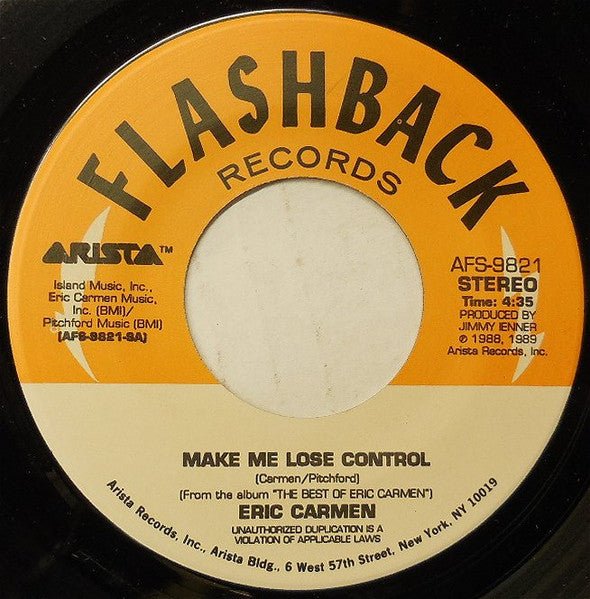 FLASHBACK
RECORDS
ARISTA™
Island Music, Inc.,
Eric Carmen Music,
Inc. (BMI)/
Pitchford Music (BMI)
(AFS-9821-SA)
AFS-9821
STEREO
Time: 4:35
PRODUCED BY
JIMMY IENNER
℗ 1988, 1989
Arista Records, Inc.
MAKE ME LOSE CONTROL
(Carmen/Pitchford)
(From the album "THE BEST OF ERIC CARMEN")
ERIC CARMEN
UNAUTHORIZED DUPLICATION IS A
VIOLATION OF APPLICABLE LAWS
Arista Records, Inc., Arista Bldg., 6 West 57th Street, New York, NY 10019